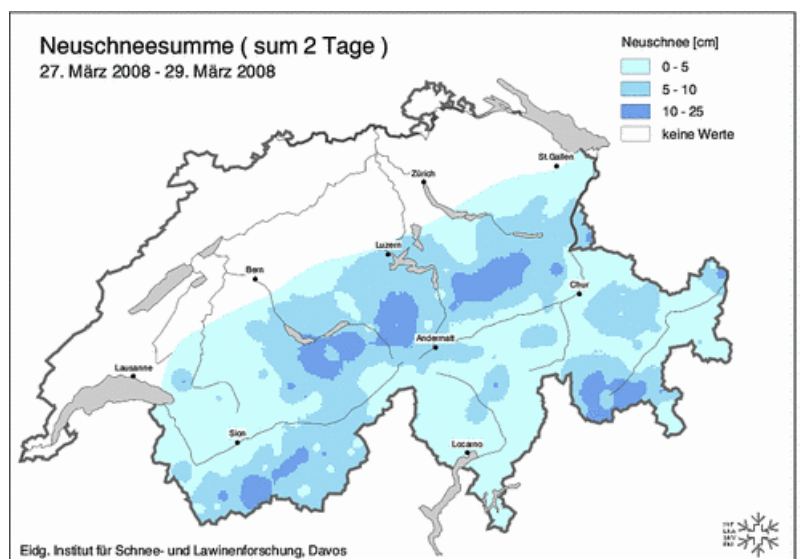 Neuschneesumme ( sum 2 Tage )
27. März 2008 - 29. März 2008
Neuschnee [cm]
0 - 5
5 - 10
10 - 25
keine Werte
St.Gallen
Zürich
Luzern
Bern
Chur
Andermatt
Lausanne
Sion
Locarno
Eidg. Institut für Schnee- und Lawinenforschung, Davos